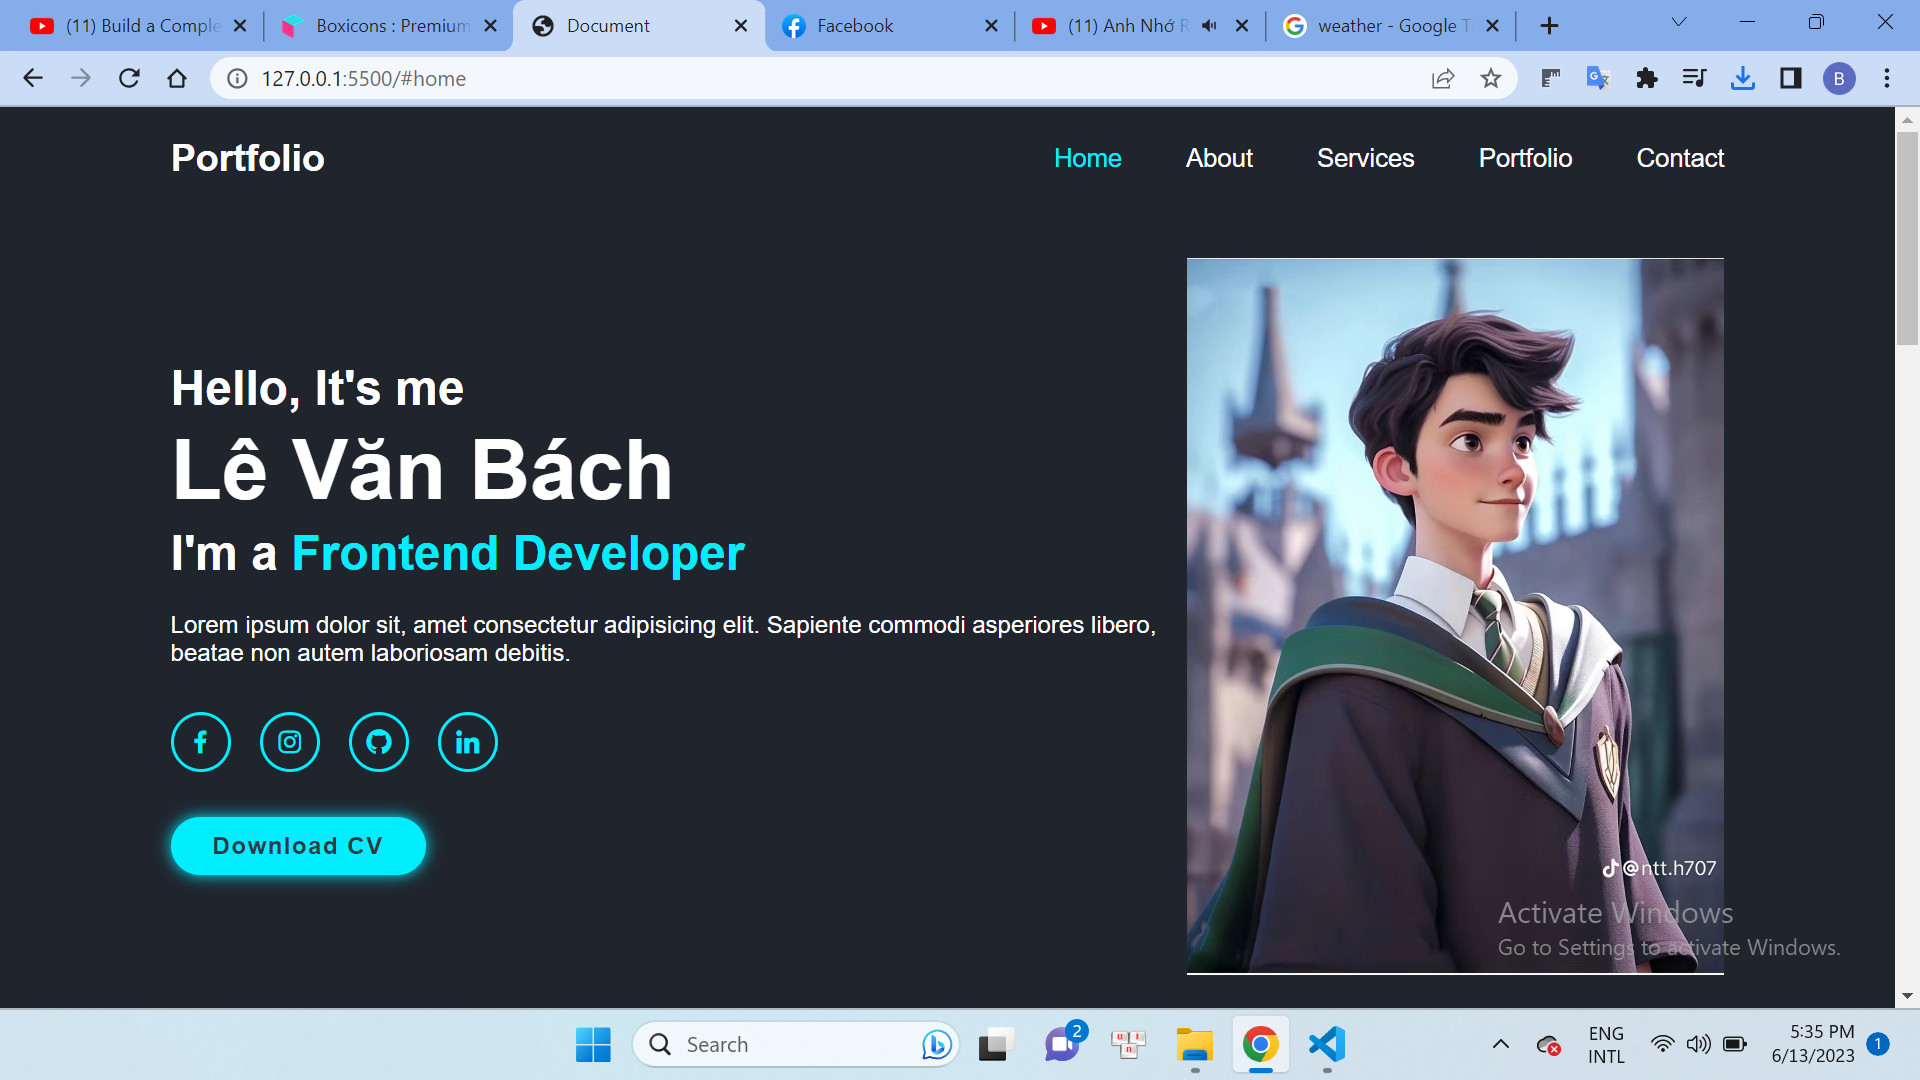 (11) Build a Comple
Boxicons : Premium
Document
Facebook
(11) Anh Nhớ R
weather - Google T
127.0.0.1:5500/#home
B
Portfolio
Home
About
Services
Portfolio
Contact
Hello, It's me
Lê Văn Bách
I'm a Frontend Developer
Lorem ipsum dolor sit, amet consectetur adipisicing elit. Sapiente commodi asperiores libero,
beatae non autem laboriosam debitis.
Download CV
@ntt.h707
Activate Windows
Go to Settings to activate Windows.
Search
2
ENG
INTL
5:35 PM
6/13/2023
1